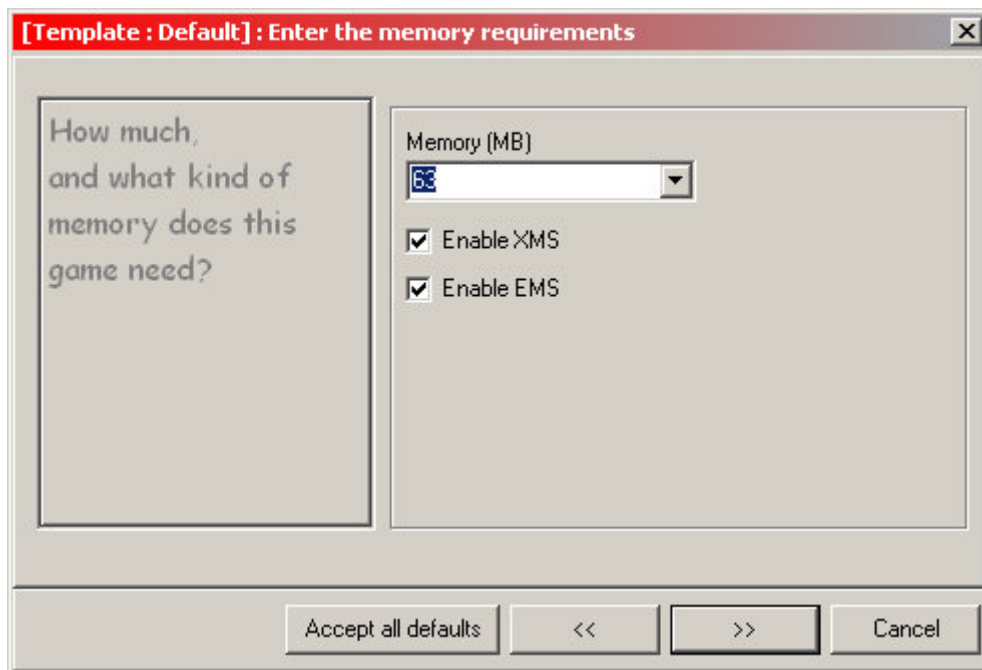 [Template : Default] : Enter the memory requirements
How much,
and what kind of
memory does this
game need?
Memory (MB)
63
Enable XMS
Enable EMS
Accept all defaults
<<
>>
Cancel